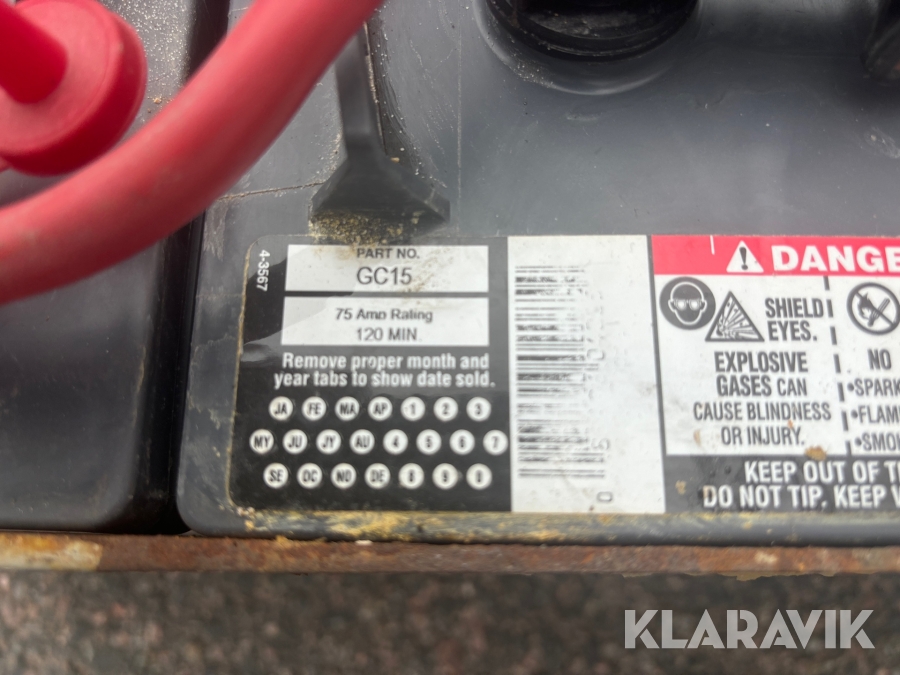 4-3567
PART NO.
GC15
75 Amp Rating
120 MIN.
Remove proper month and
year tabs to show date sold.
JA FE MA AP 1 2 3
MY JU JY AU 4 5 6 7
SE OC NO DE 8 9 0
DANGE
SHIELD
EYES.
EXPLOSIVE
GASES CAN
CAUSE BLINDNESS
OR INJURY.
NO
•SPARK
•FLAM
•SMO
KEEP OUT OF
DO NOT TIP. KEEP
KLARAVIK